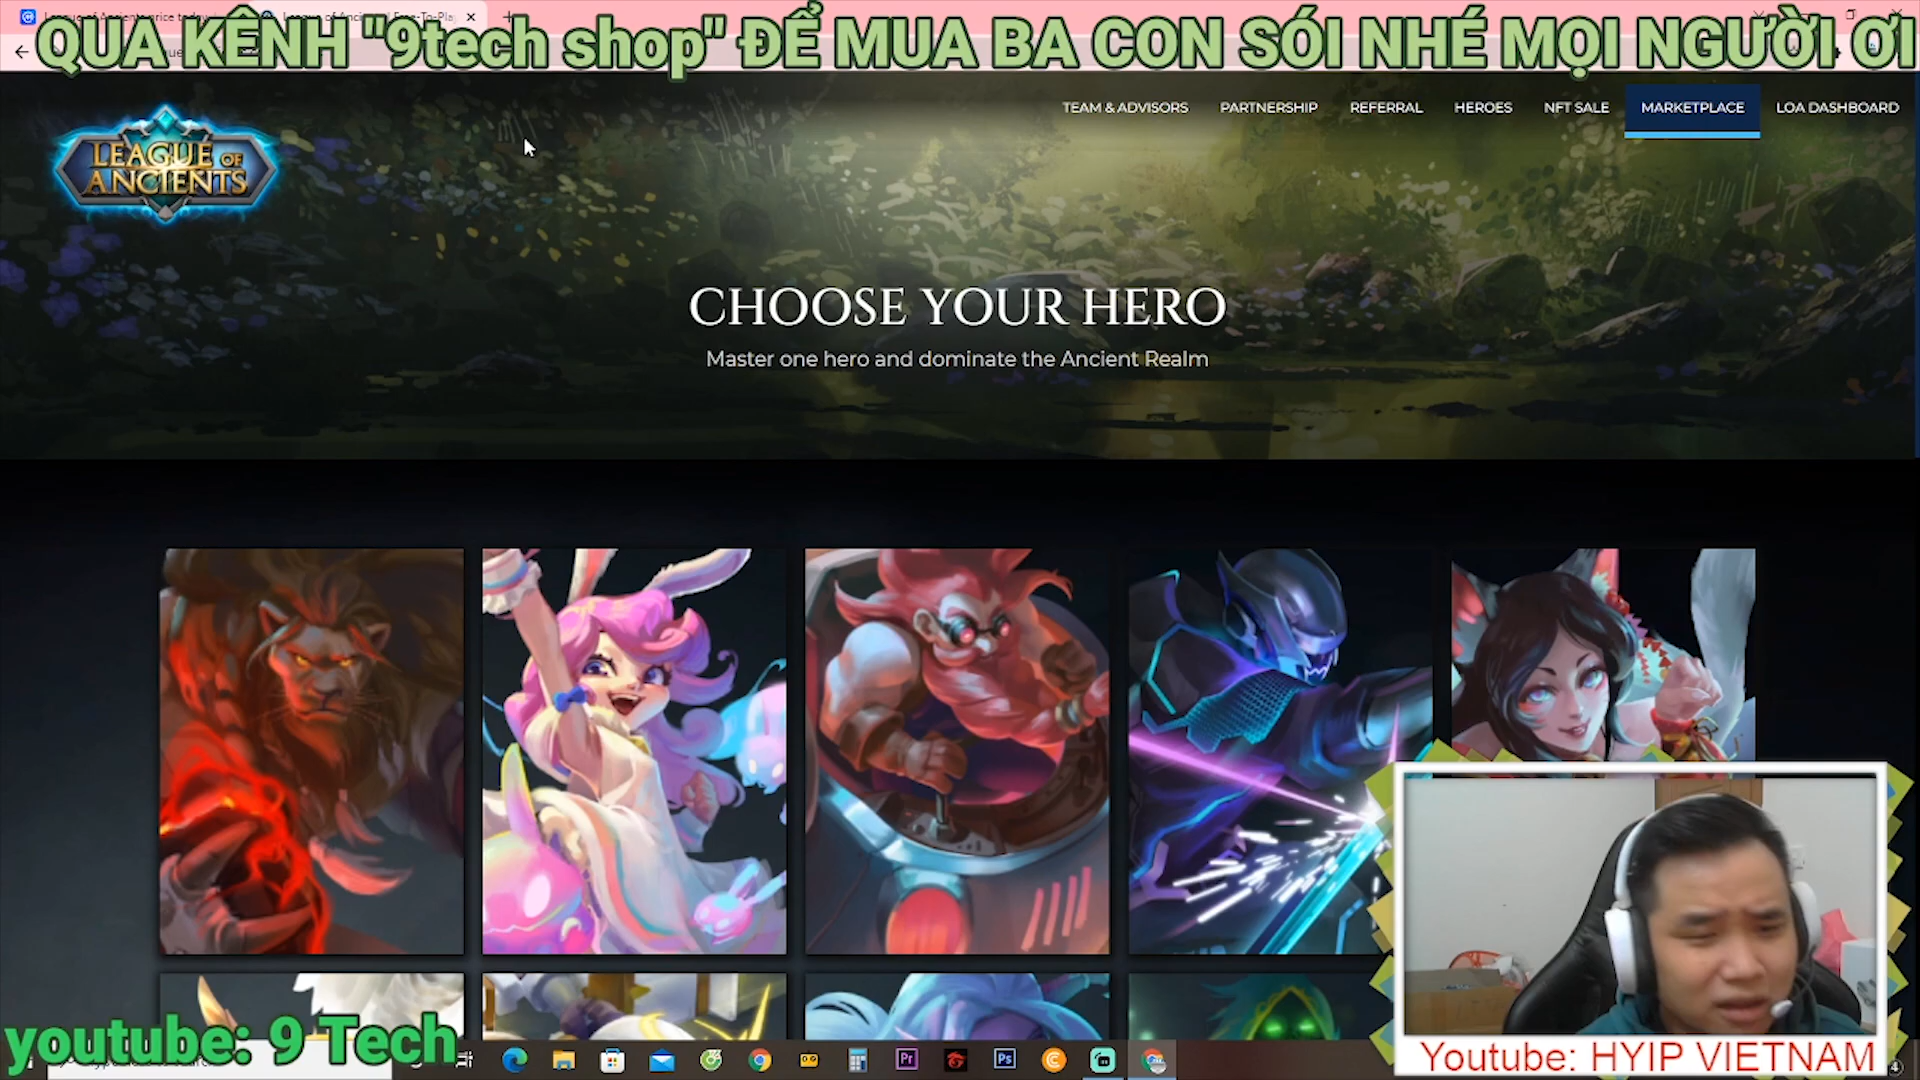 QUA KÊNH "9tech shop" ĐỂ MUA BA CON SÓI NHÉ MỌI NGƯỜI ƠI
LEAGUE OF
ANCIENTS
TEAM & ADVISORS
PARTNERSHIP
REFERRAL
HEROES
NFT SALE
MARKETPLACE
LOA DASHBOARD
CHOOSE YOUR HERO
Master one hero and dominate the Ancient Realm
youtube: 9 Tech
Pr
Ps
Youtube: HYIP VIETNAM